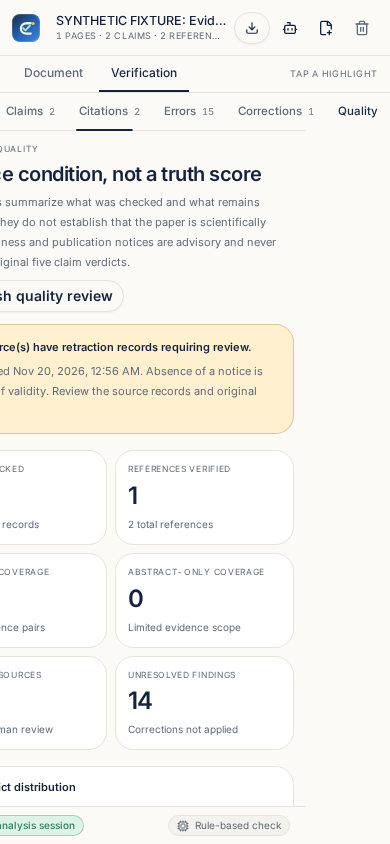 SYNTHETIC FIXTURE: Evid...
1 PAGES · 2 CLAIMS · 2 REFEREN...
Document Verification TAP A HIGHLIGHT
Claims 2 Citations 2 Errors 15 Corrections 1 Quality
QUALITY
e condition, not a truth score
s summarize what was checked and what remains
hey do not establish that the paper is scientifically
ness and publication notices are advisory and never
iginal five claim verdicts.
sh quality review
rce(s) have retraction records requiring review.
ed Nov 20, 2026, 12:56 AM. Absence of a notice is
f validity. Review the source records and original
CKED REFERENCES VERIFIED
1
records 2 total references
COVERAGE ABSTRACT-ONLY COVERAGE
0
nce pairs Limited evidence scope
SOURCES UNRESOLVED FINDINGS
14
man review Corrections not applied
ict distribution
analysis session Rule-based check